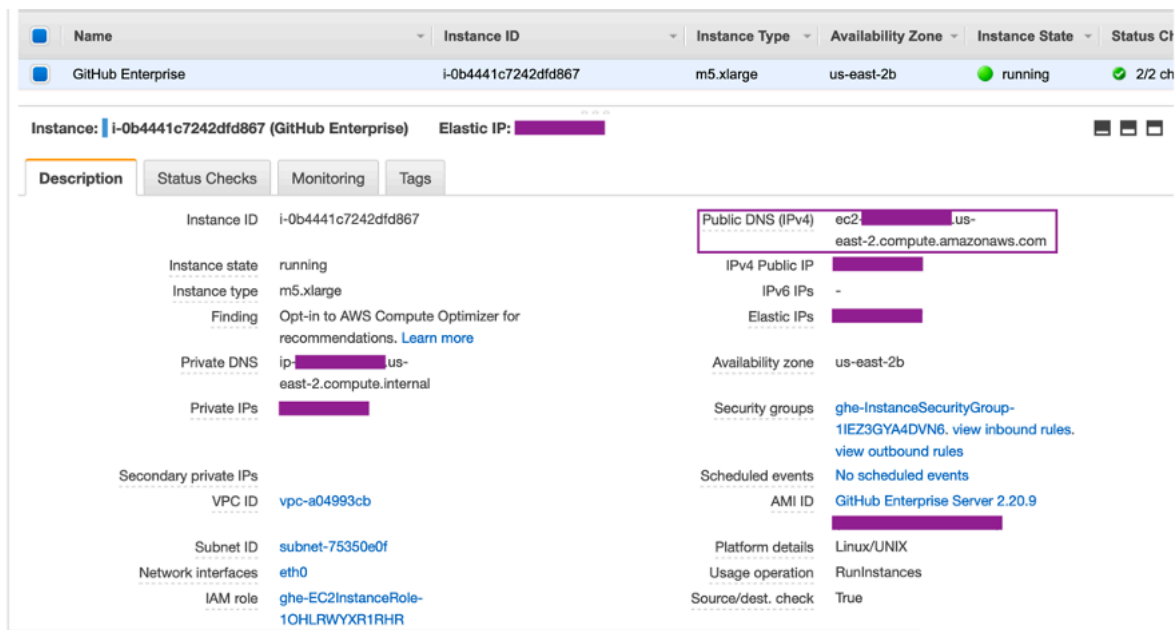 Name Instance ID Instance Type Availability Zone Instance State Status Ch
GitHub Enterprise i-0b4441c7242dfd867 m5.xlarge us-east-2b running 2/2 ch
Instance: i-0b4441c7242dfd867 (GitHub Enterprise) Elastic IP:
Description Status Checks Monitoring Tags
Instance ID i-0b4441c7242dfd867
Instance state running
Instance type m5.xlarge
Finding Opt-in to AWS Compute Optimizer for
recommendations. Learn more
Private DNS ip- .us-
east-2.compute.internal
Private IPs
Secondary private IPs
VPC ID vpc-a04993cb
Subnet ID subnet-75350e0f
Network interfaces eth0
IAM role ghe-EC2InstanceRole-
1OHLRWYXR1RHR
Public DNS (IPv4) ec2- .us-
east-2.compute.amazonaws.com
IPv4 Public IP
IPv6 IPs -
Elastic IPs
Availability zone us-east-2b
Security groups ghe-InstanceSecurityGroup-
1IEZ3GYA4DVN6. view inbound rules.
view outbound rules
Scheduled events No scheduled events
AMI ID GitHub Enterprise Server 2.20.9
Platform details Linux/UNIX
Usage operation RunInstances
Source/dest. check True